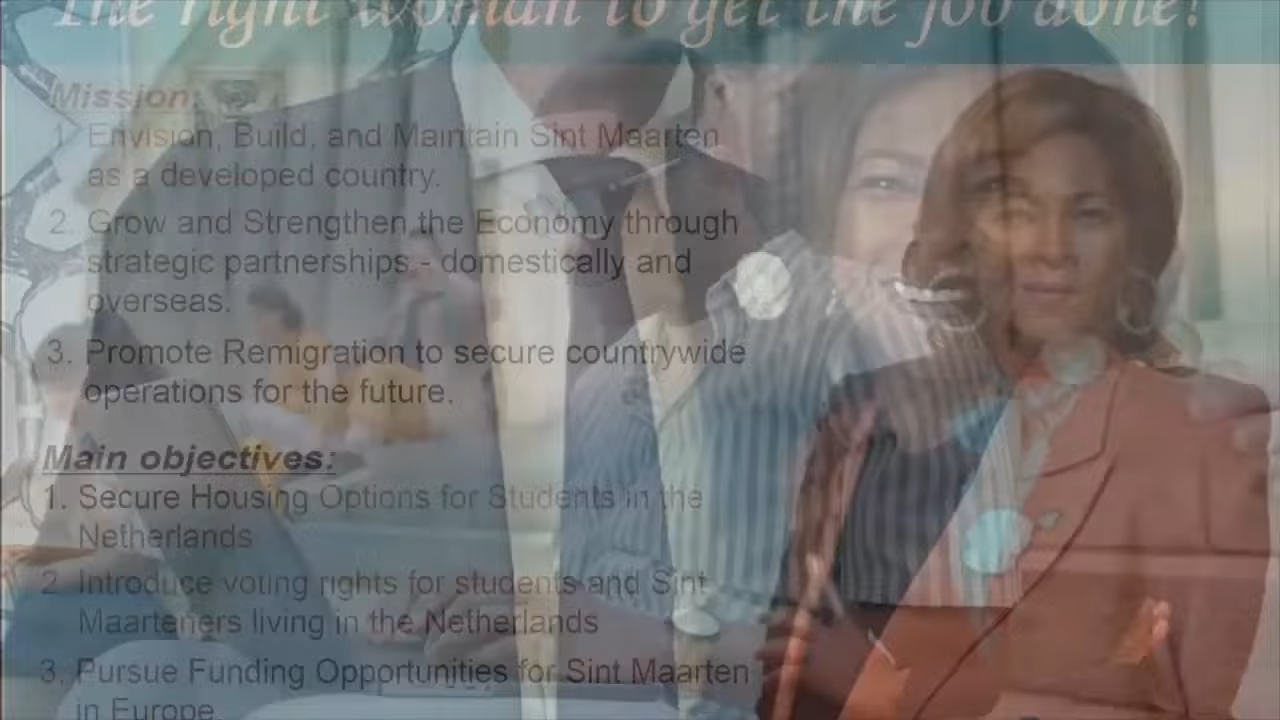 The right woman to get the job done!
Mission:
1. Envision, Build, and Maintain Sint Maarten
as a developed country.
2. Grow and Strengthen the Economy through
strategic partnerships - domestically and
overseas.
3. Promote Remigration to secure countrywide
operations for the future.
Main objectives:
1. Secure Housing Options for Students in the
Netherlands
2. Introduce voting rights for students and Sint
Maarteners living in the Netherlands
3. Pursue Funding Opportunities for Sint Maarten
in Europe.